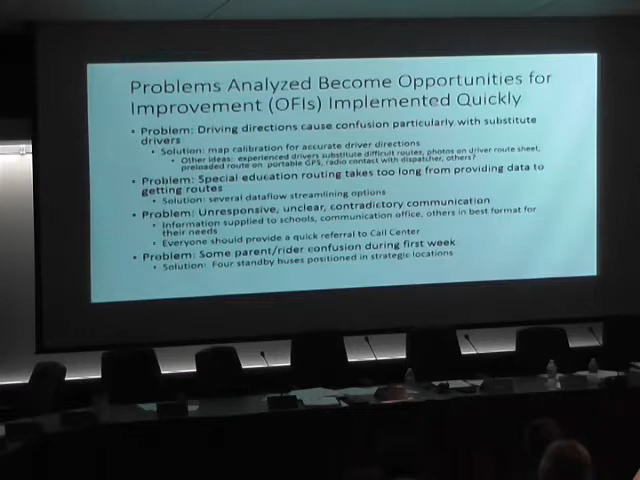 Problems Analyzed Become Opportunities for
Improvement (OFIs) Implemented Quickly
• Problem: Driving directions cause confusion particularly with substitute
drivers
• Solution: map calibration for accurate driver directions
• Other ideas: experienced drivers substitute difficult routes, photos on driver route sheet,
preloaded route on portable GPS, radio contact with dispatcher, others?
• Problem: Special education routing takes too long from providing data to
getting routes
• Solution: several dataflow streamlining options
• Problem: Unresponsive, unclear, contradictory communication
• Information supplied to schools, communication office, others in best format for
their needs
• Everyone should provide a quick referral to Call Center
• Problem: Some parent/rider confusion during first week
• Solution: Four standby buses positioned in strategic locations